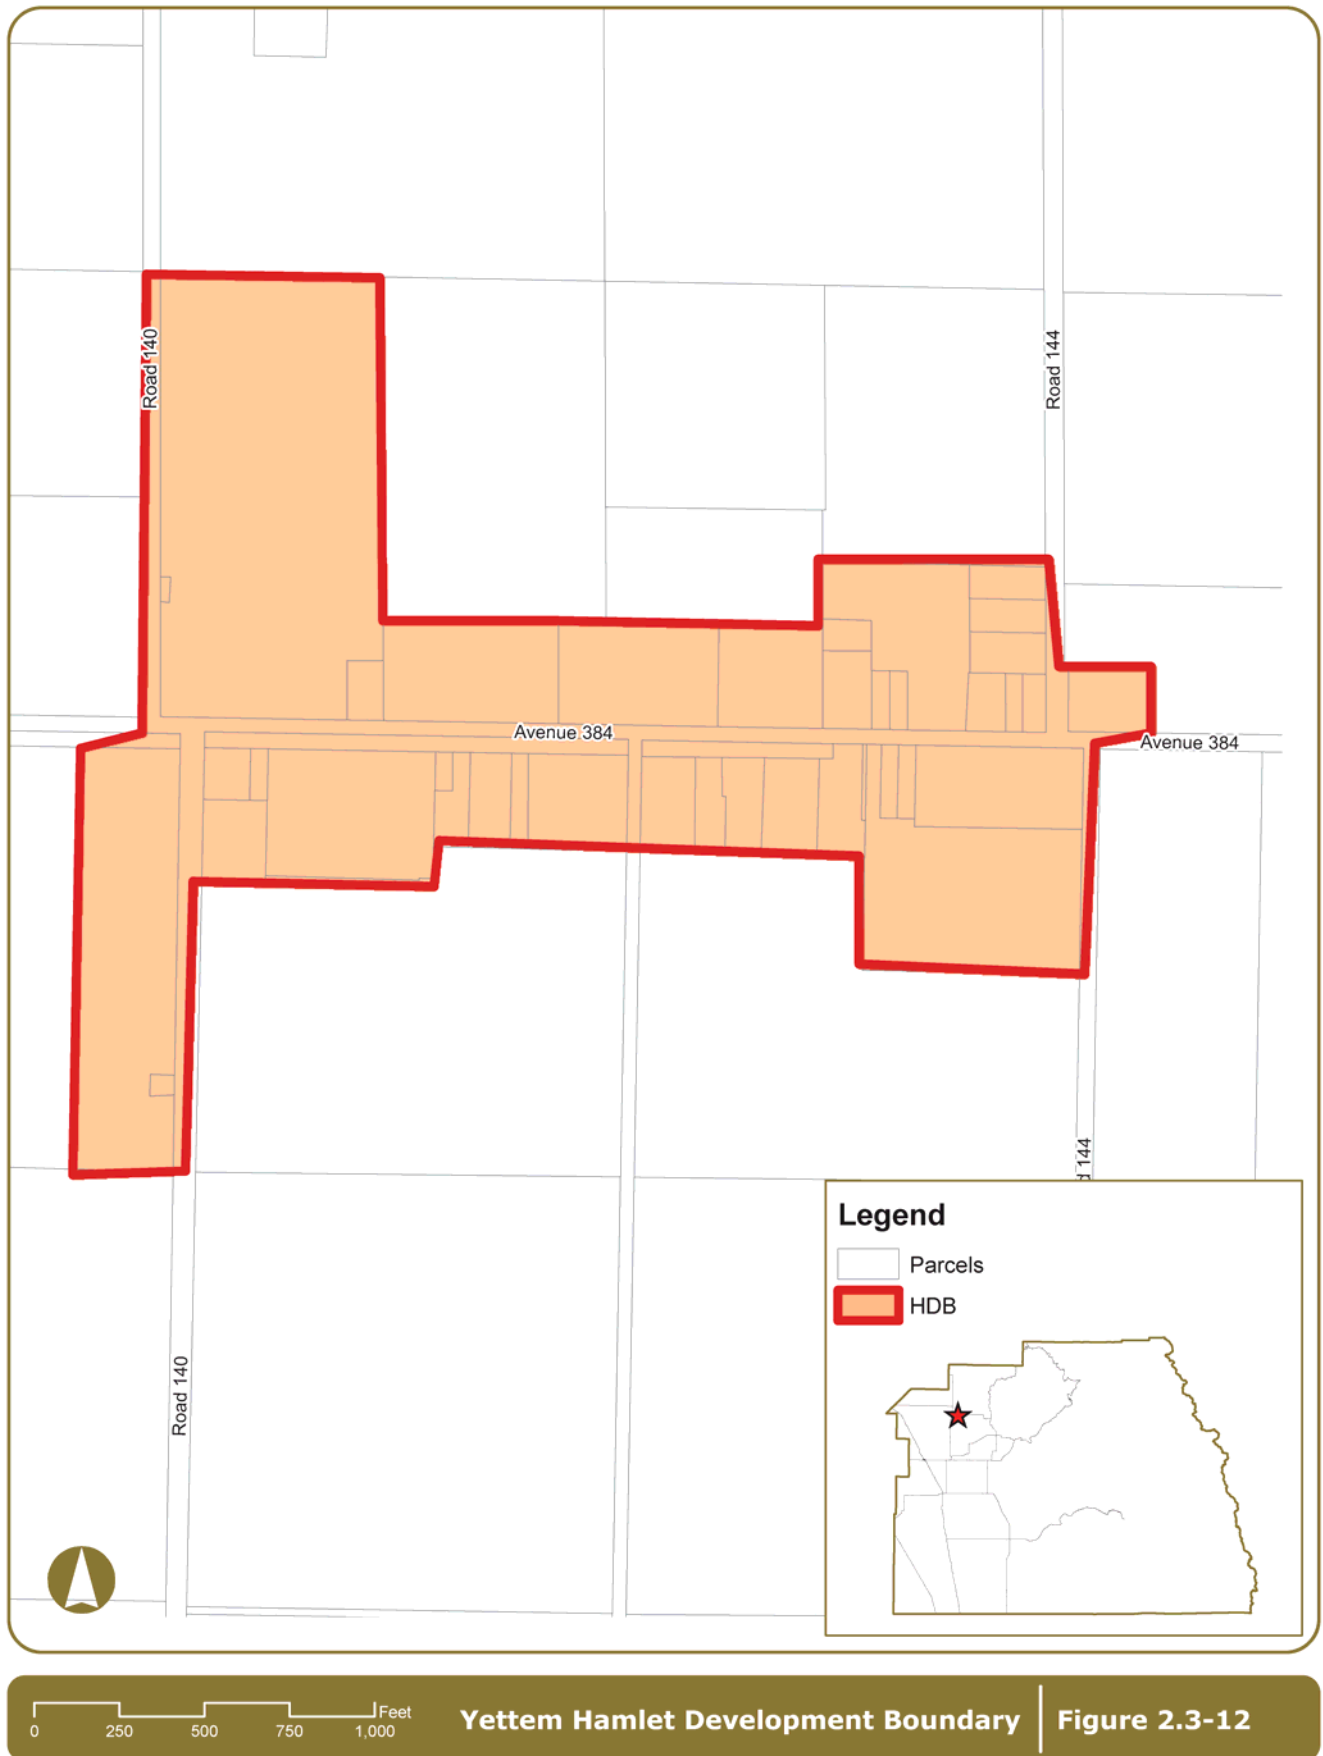 Road 140
Road 144
Avenue 384
Avenue 384
d 144
Road 140
Legend
Parcels
HDB
0 250 500 750 1,000 Feet
Yettem Hamlet Development Boundary
Figure 2.3-12